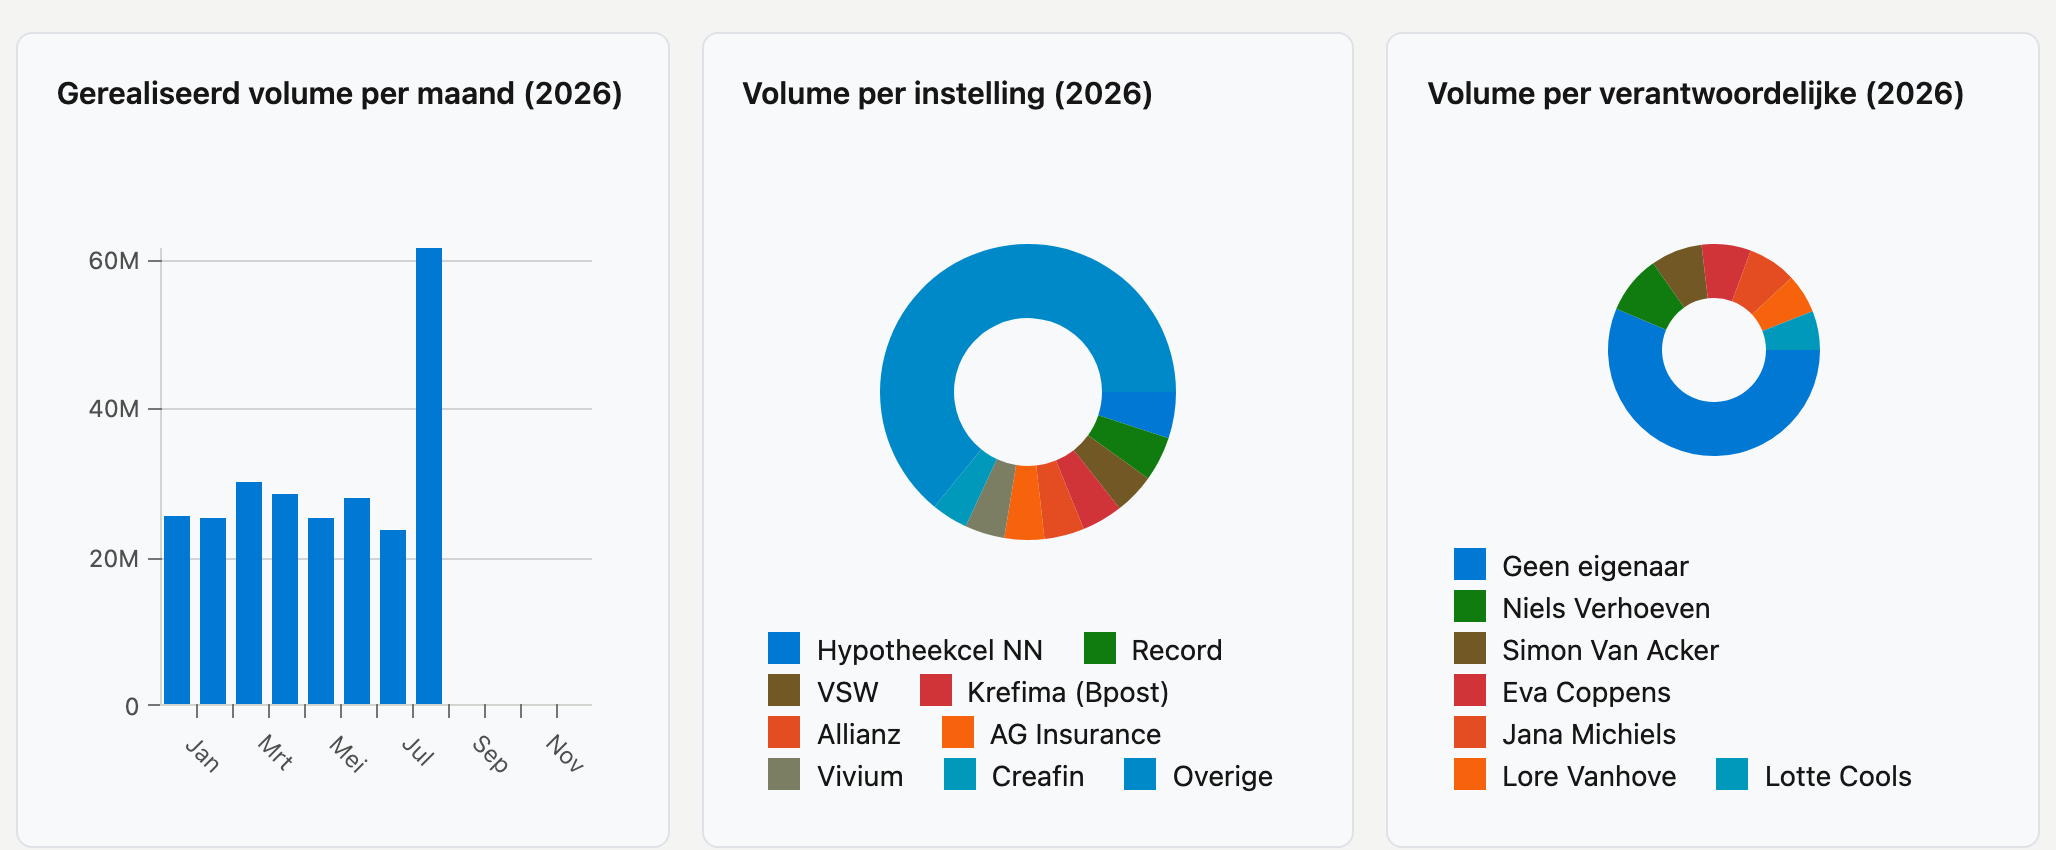 Gerealiseerd volume per maand (2026)
60M
40M
20M
0
Jan
Mrt
Mei
Jul
Sep
Nov
Volume per instelling (2026)
Hypotheekcel NN
Record
VSW
Krefima (Bpost)
Allianz
AG Insurance
Vivium
Creafin
Overige
Volume per verantwoordelijke (2026)
Geen eigenaar
Niels Verhoeven
Simon Van Acker
Eva Coppens
Jana Michiels
Lore Vanhove
Lotte Cools